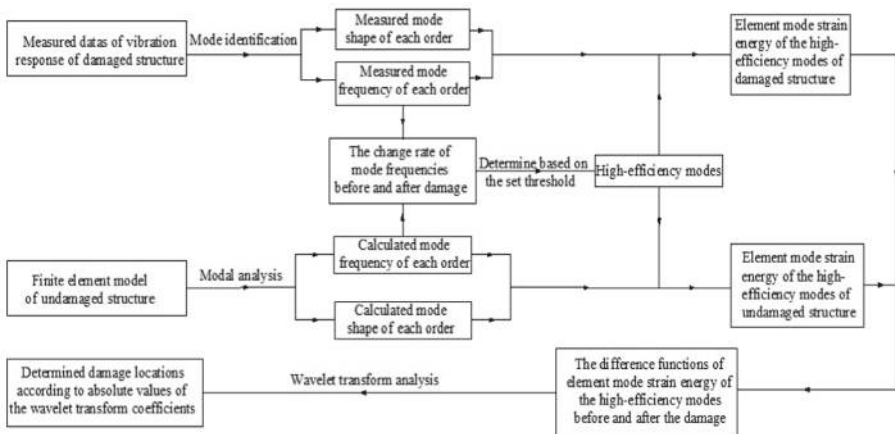 Measured datas of vibration
response of damaged structure
Mode identification
Measured mode
shape of each order
Measured mode
frequency of each order
Element mode strain
energy of the high-
efficiency modes of
damaged structure
The change rate of
mode frequencies
before and after damage
Determine based on
the set threshold
High-efficiency modes
Finite element model
of undamaged structure
Modal analysis
Calculated mode
frequency of each order
Calculated mode
shape of each order
Element mode strain
energy of the high-
efficiency modes of
undamaged structure
Determined damage locations
according to absolute values of
the wavelet transform coefficients
Wavelet transform analysis
The difference functions of
element mode strain energy of
the high-efficiency modes
before and after the damage